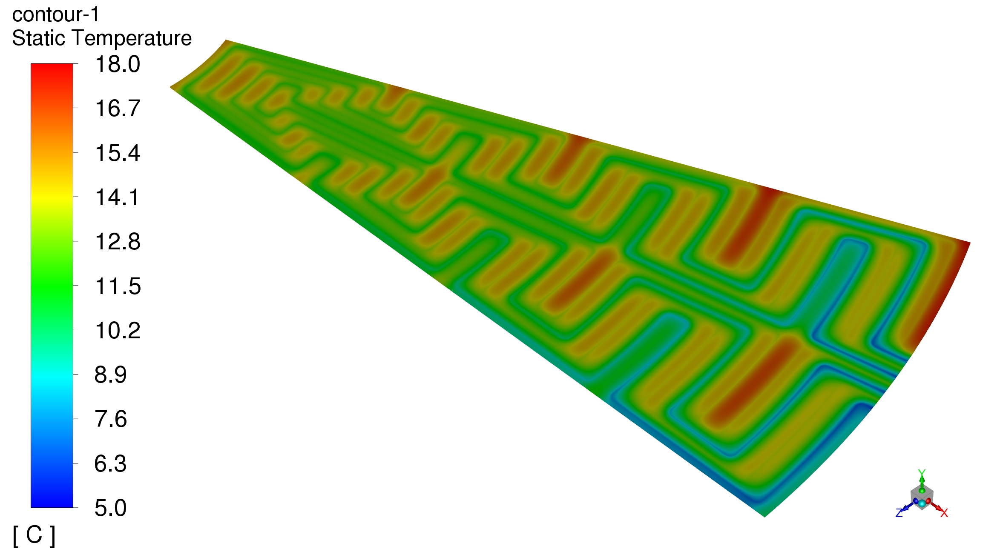 contour-1
Static Temperature
18.0
16.7
15.4
14.1
12.8
11.5
10.2
8.9
7.6
6.3
5.0
[ C ]
Y
Z
X